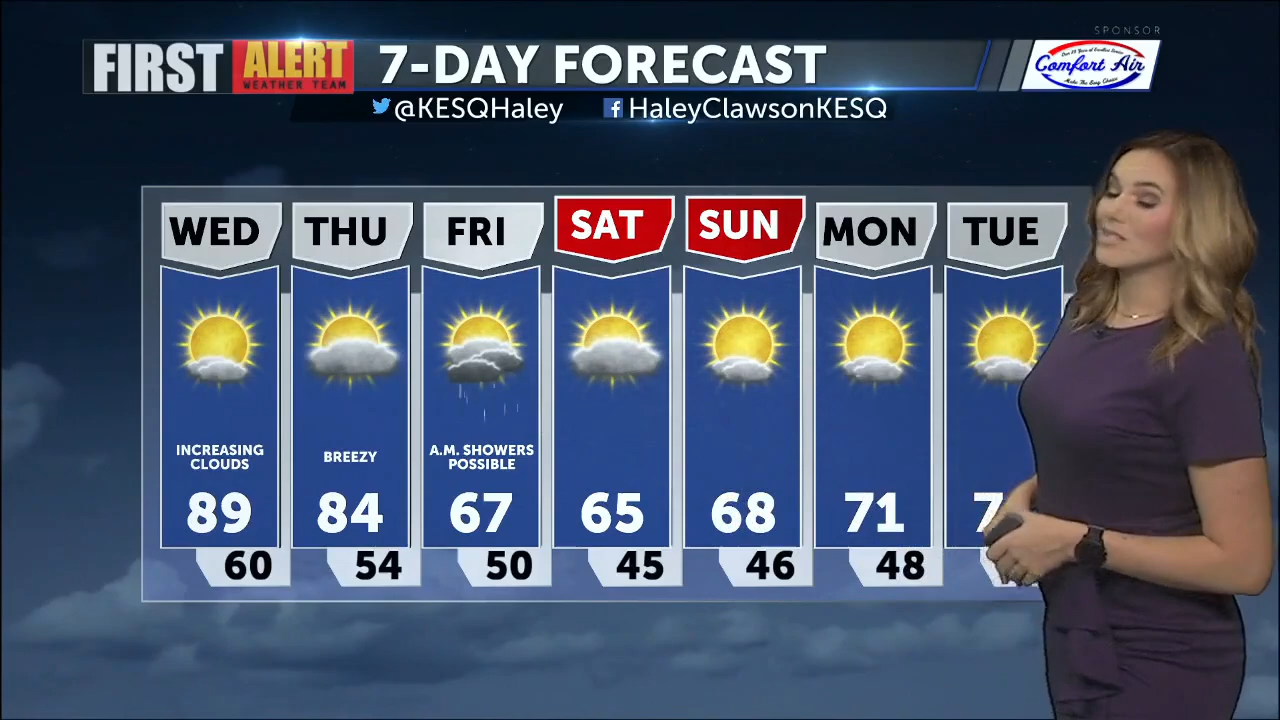 SPONSOR
FIRST ALERT 7-DAY FORECAST
WEATHER TEAM
Comfort Air
@KESQHaley HaleyClawsonKESQ
WED THU FRI SAT SUN MON TUE
INCREASING CLOUDS
BREEZY
A.M. SHOWERS POSSIBLE
89 84 67 65 68 71 7
60 54 50 45 46 48